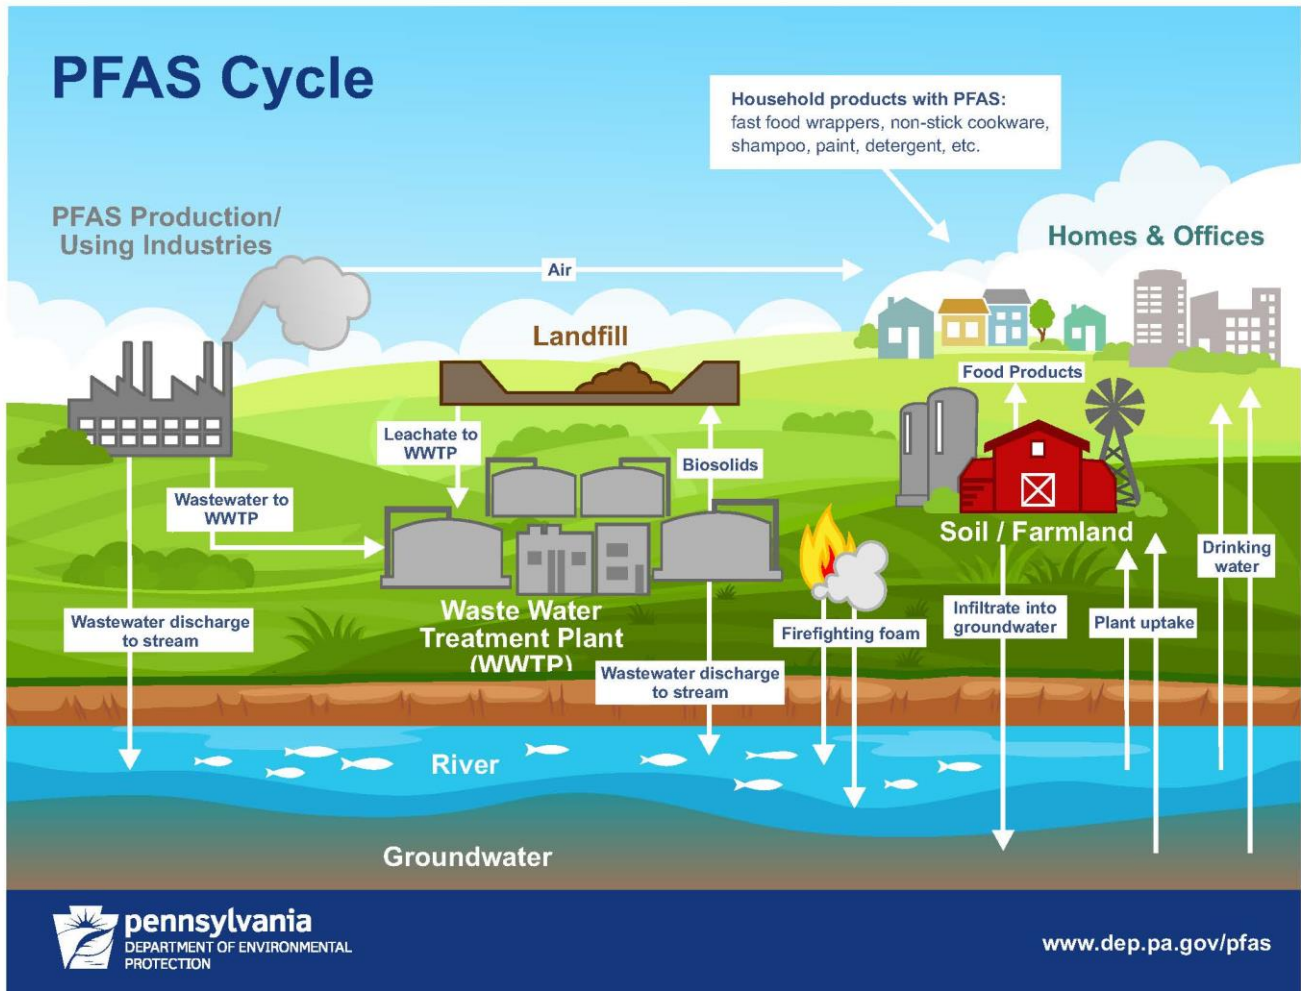 PFAS Cycle
Household products with PFAS:
fast food wrappers, non-stick cookware,
shampoo, paint, detergent, etc.
PFAS Production/
Using Industries
Homes & Offices
Air
Landfill
Food Products
Leachate to
WWTP
Biosolids
Wastewater to
WWTP
Soil / Farmland
Drinking
water
Waste Water
Treatment Plant
(WWTP)
Wastewater discharge
to stream
Firefighting foam
Infiltrate into
groundwater
Plant uptake
Wastewater discharge
to stream
River
Groundwater
pennsylvania
DEPARTMENT OF ENVIRONMENTAL
PROTECTION
www.dep.pa.gov/pfas